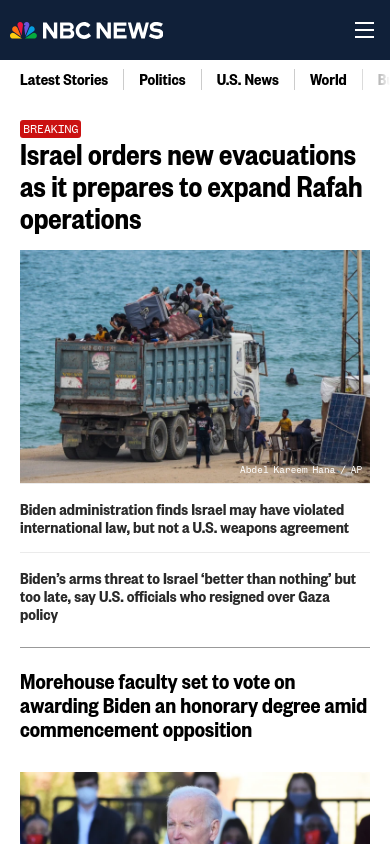 NBC NEWS
Latest Stories
Politics
U.S. News
World
BREAKING
Israel orders new evacuations
as it prepares to expand Rafah
operations
Abdel Kareem Hana / AP
Biden administration finds Israel may have violated
international law, but not a U.S. weapons agreement
Biden’s arms threat to Israel ‘better than nothing’ but
too late, say U.S. officials who resigned over Gaza
policy
Morehouse faculty set to vote on
awarding Biden an honorary degree amid
commencement opposition